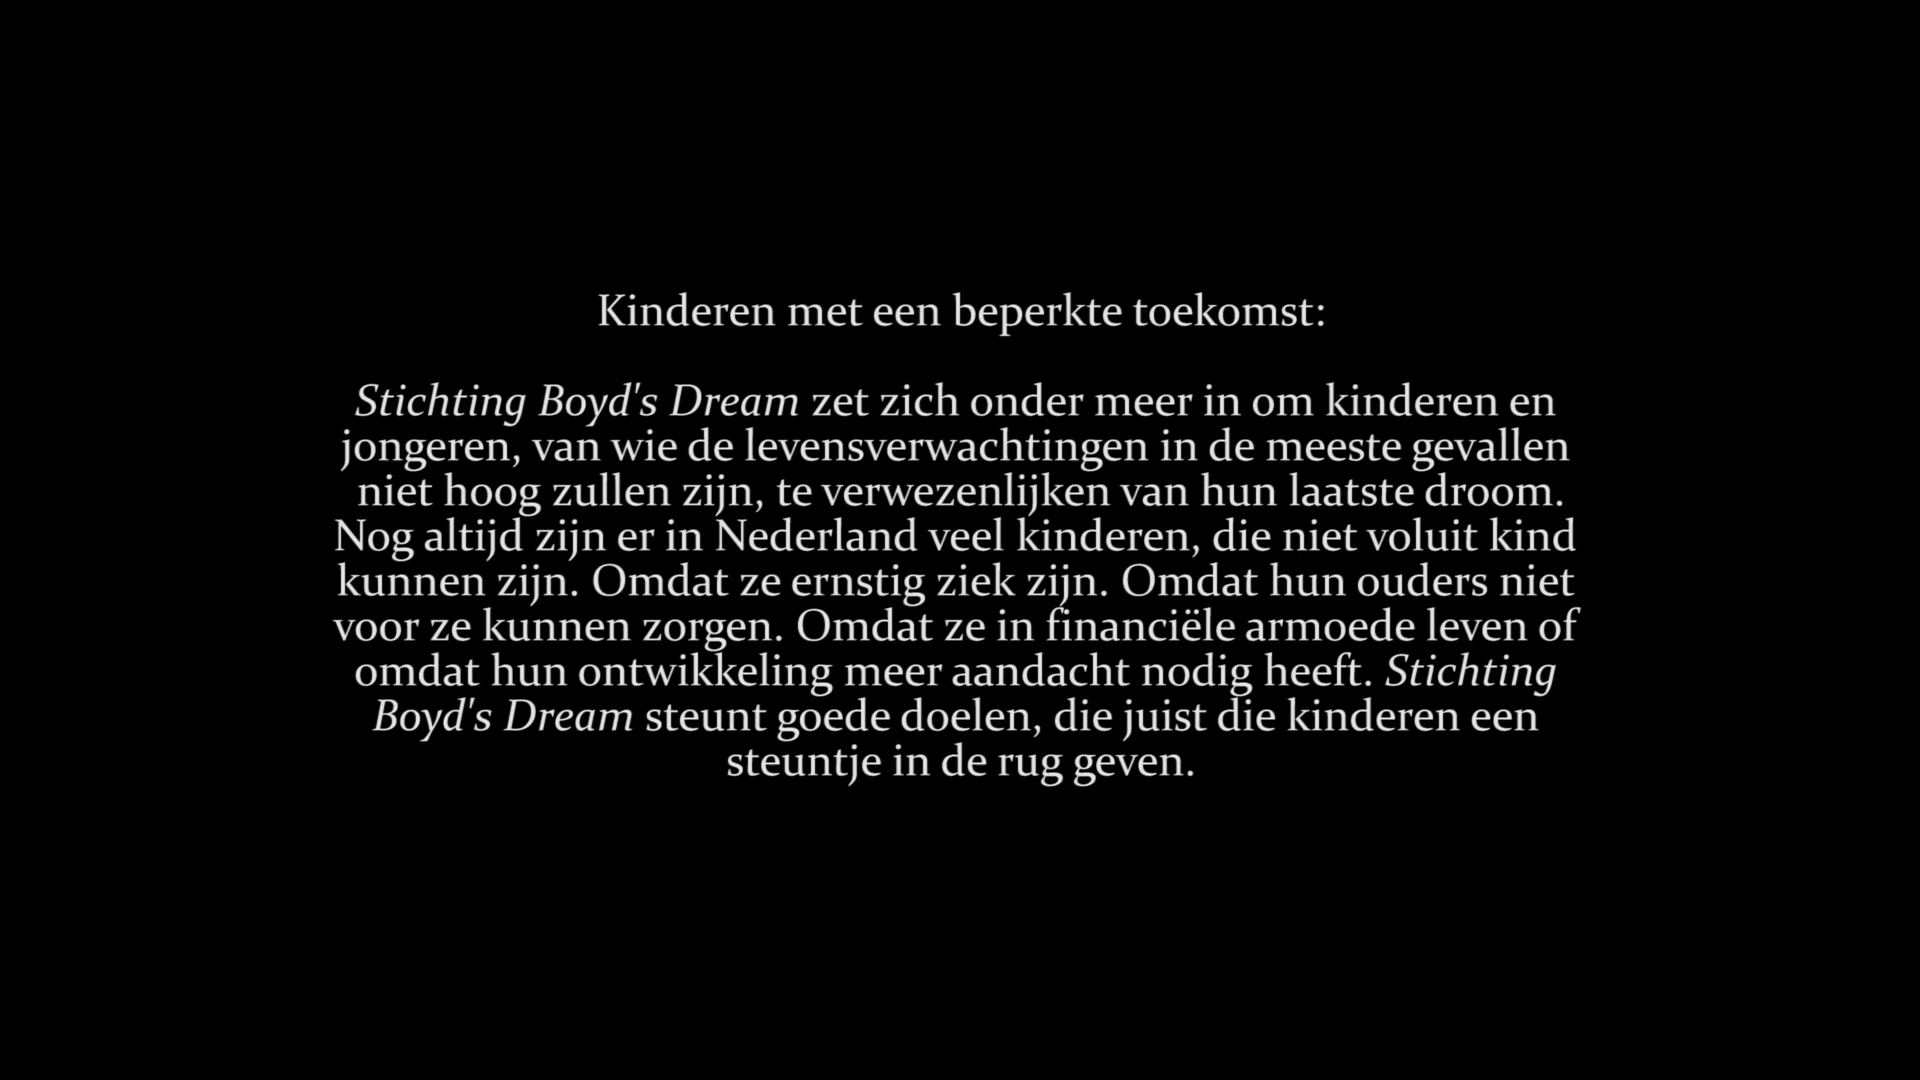 Kinderen met een beperkte toekomst:
Stichting Boyd's Dream zet zich onder meer in om kinderen en
jongeren, van wie de levensverwachtingen in de meeste gevallen
niet hoog zullen zijn, te verwezenlijken van hun laatste droom.
Nog altijd zijn er in Nederland veel kinderen, die niet voluit kind
kunnen zijn. Omdat ze ernstig ziek zijn. Omdat hun ouders niet
voor ze kunnen zorgen. Omdat ze in financiële armoede leven of
omdat hun ontwikkeling meer aandacht nodig heeft. Stichting
Boyd's Dream steunt goede doelen, die juist die kinderen een
steuntje in de rug geven.